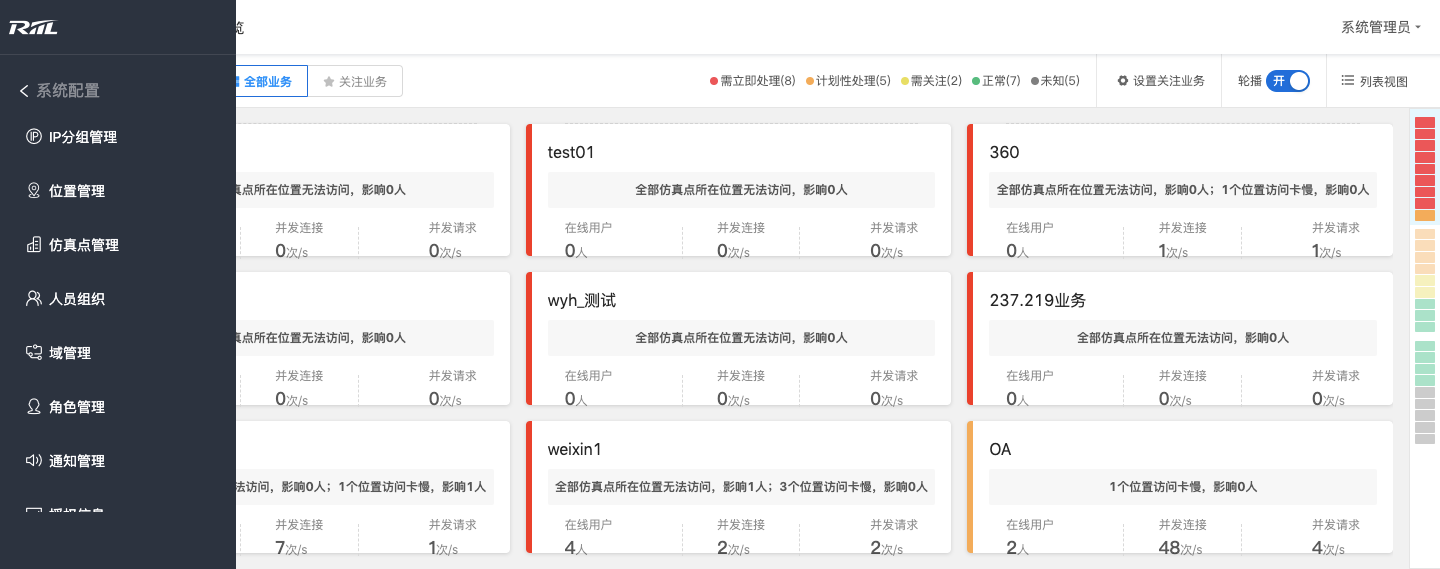 RIIL
览
系统管理员
系统配置
IP分组管理
位置管理
仿真点管理
人员组织
域管理
角色管理
通知管理
授权信息
全部业务
关注业务
需立即处理(8)
计划性处理(5)
需关注(2)
正常(7)
未知(5)
设置关注业务
轮播
开
列表视图
真点所在位置无法访问，影响0人
并发连接
并发请求
0次/s
0次/s
test01
全部仿真点所在位置无法访问，影响0人
在线用户
并发连接
并发请求
0人
0次/s
0次/s
360
全部仿真点所在位置无法访问，影响0人；1个位置访问卡慢，影响0人
在线用户
并发连接
并发请求
0人
1次/s
1次/s
真点所在位置无法访问，影响0人
并发连接
并发请求
0次/s
0次/s
wyh_测试
全部仿真点所在位置无法访问，影响0人
在线用户
并发连接
并发请求
0人
0次/s
0次/s
237.219业务
全部仿真点所在位置无法访问，影响0人
在线用户
并发连接
并发请求
0人
0次/s
0次/s
法访问，影响0人；1个位置访问卡慢，影响1人
并发连接
并发请求
7次/s
1次/s
weixin1
全部仿真点所在位置无法访问，影响1人；3个位置访问卡慢，影响0人
在线用户
并发连接
并发请求
4人
2次/s
2次/s
OA
1个位置访问卡慢，影响0人
在线用户
并发连接
并发请求
2人
48次/s
4次/s